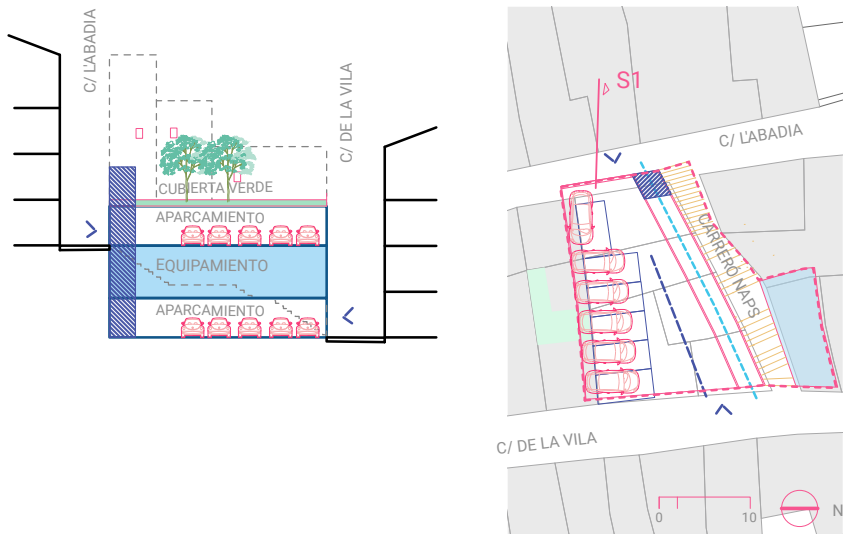 C/ L'ABADIA
C/ DE LA VILA
CUBIERTA VERDE
APARCAMIENTO
EQUIPAMIENTO
APARCAMIENTO
S1
C/ L'ABADIA
CARRERÓ NAPS
C/ DE LA VILA
0 10
N